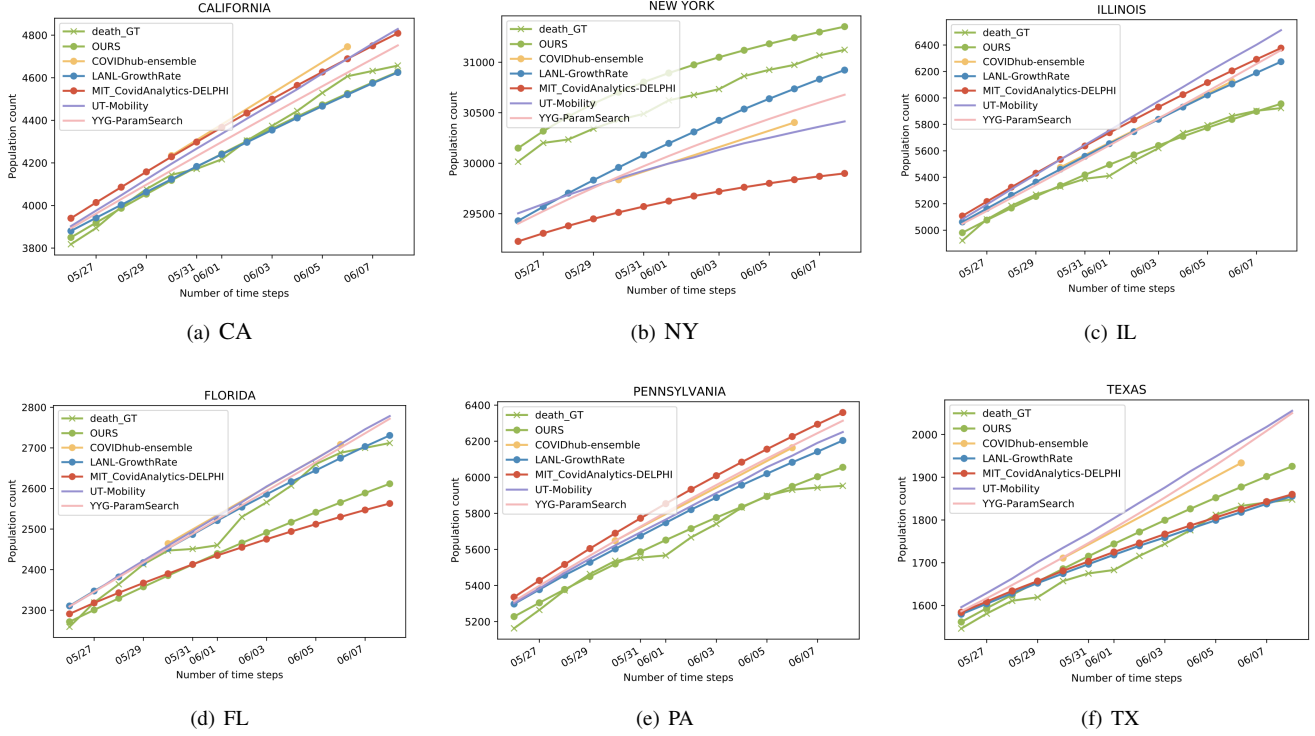 CALIFORNIA
Population count
4800
4600
4400
4200
4000
3800
death_GT
OURS
COVIDhub-ensemble
LANL-GrowthRate
MIT_CovidAnalytics-DELPHI
UT-Mobility
YYG-ParamSearch
05/27
05/29
05/31
06/01
06/03
06/05
06/07
Number of time steps
(a) CA
NEW YORK
Population count
31000
30500
30000
29500
death_GT
OURS
COVIDhub-ensemble
LANL-GrowthRate
MIT_CovidAnalytics-DELPHI
UT-Mobility
YYG-ParamSearch
05/27
05/29
05/31
06/01
06/03
06/05
06/07
Number of time steps
(b) NY
ILLINOIS
Population count
6400
6200
6000
5800
5600
5400
5200
5000
death_GT
OURS
COVIDhub-ensemble
LANL-GrowthRate
MIT_CovidAnalytics-DELPHI
UT-Mobility
YYG-ParamSearch
05/27
05/29
05/31
06/01
06/03
06/05
06/07
Number of time steps
(c) IL
FLORIDA
Population count
2800
2700
2600
2500
2400
2300
death_GT
OURS
COVIDhub-ensemble
LANL-GrowthRate
MIT_CovidAnalytics-DELPHI
UT-Mobility
YYG-ParamSearch
05/27
05/29
05/31
06/01
06/03
06/05
06/07
Number of time steps
(d) FL
PENNSYLVANIA
Population count
6400
6200
6000
5800
5600
5400
5200
death_GT
OURS
COVIDhub-ensemble
LANL-GrowthRate
MIT_CovidAnalytics-DELPHI
UT-Mobility
YYG-ParamSearch
05/27
05/29
05/31
06/01
06/03
06/05
06/07
Number of time steps
(e) PA
TEXAS
Population count
2000
1900
1800
1700
1600
death_GT
OURS
COVIDhub-ensemble
LANL-GrowthRate
MIT_CovidAnalytics-DELPHI
UT-Mobility
YYG-ParamSearch
05/27
05/29
05/31
06/01
06/03
06/05
06/07
Number of time steps
(f) TX